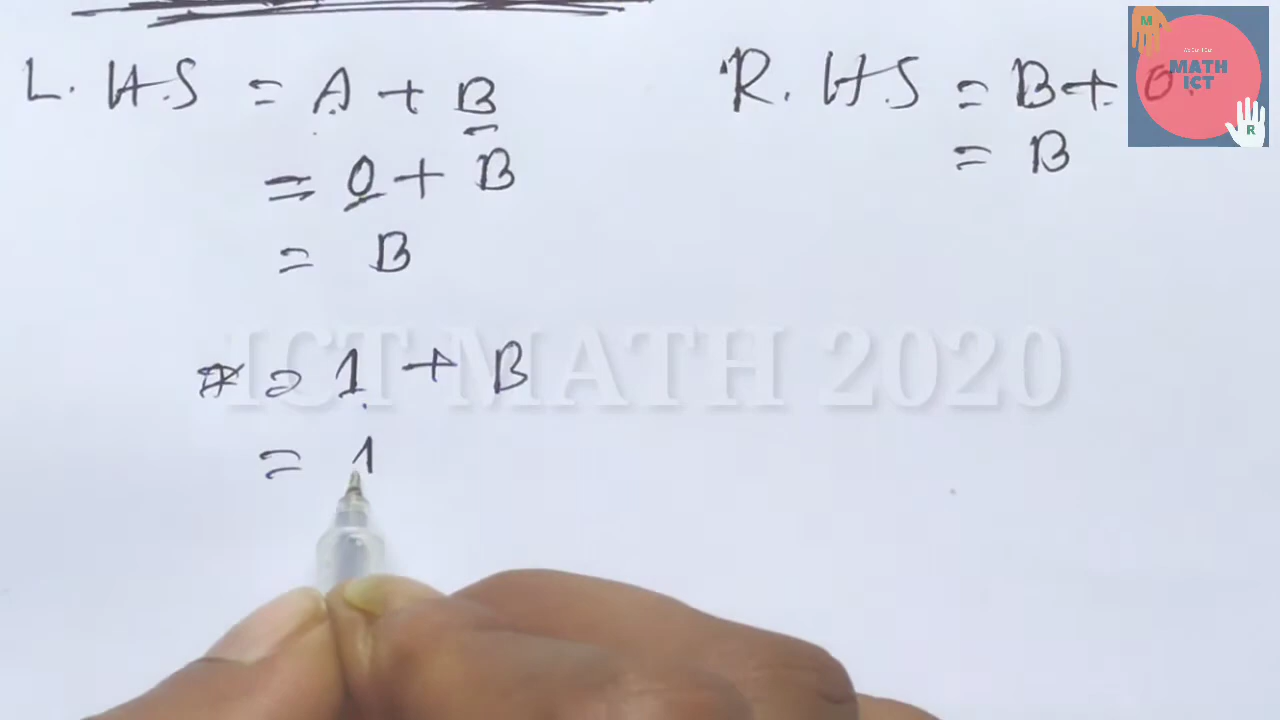 L.H.S = A + B
= 0 + B
= B
R.H.S = B + 0
= B
= 1 + B
= 1
M
MATH
ICT
R
ICT MATH 2020